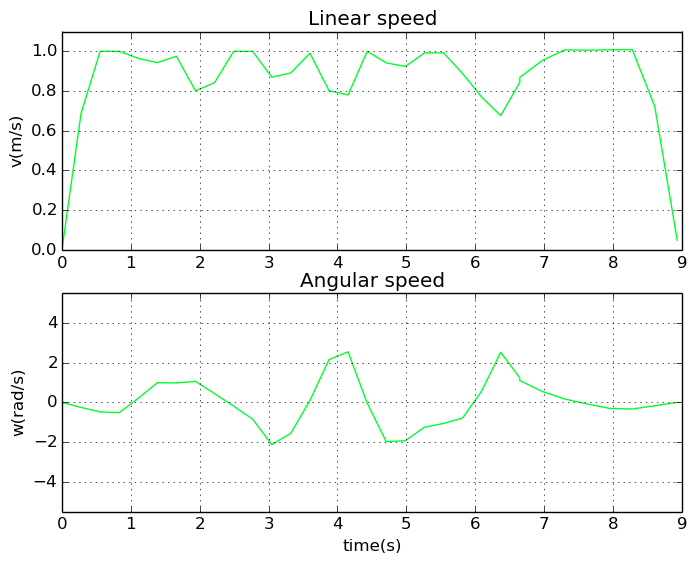 Linear speed
v(m/s)
1.0
0.8
0.6
0.4
0.2
0.0
0 1 2 3 4 5 6 7 8 9
Angular speed
w(rad/s)
4
2
0
−2
−4
0 1 2 3 4 5 6 7 8 9
time(s)